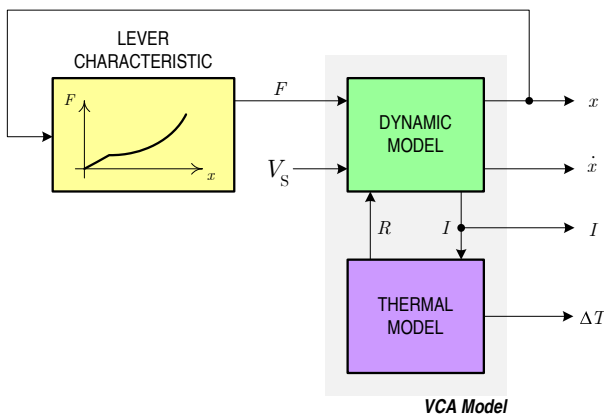 LEVER
CHARACTERISTIC
F
x
F
V_S
DYNAMIC
MODEL
x
ẋ
R
I
I
THERMAL
MODEL
ΔT
VCA Model